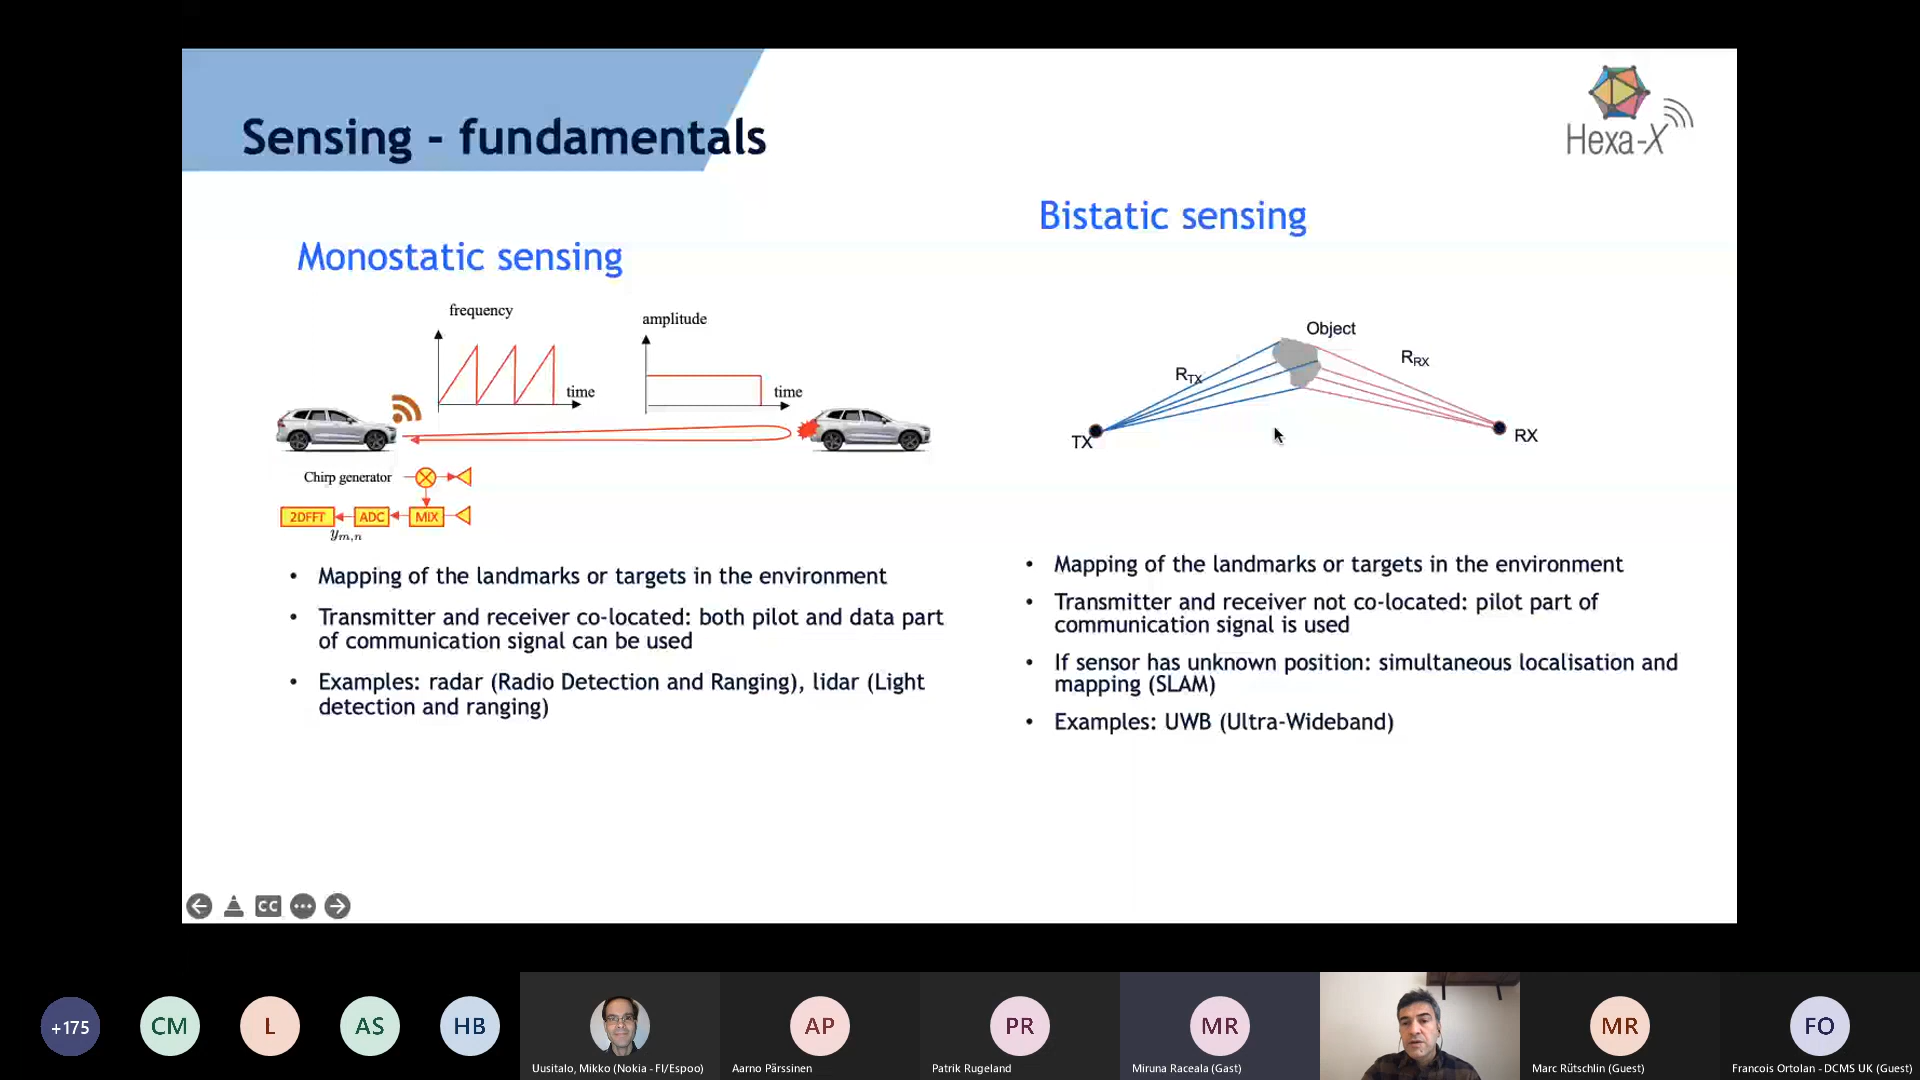 Sensing - fundamentals
Hexa-X
Monostatic sensing
frequency
time
amplitude
time
Chirp generator
2DFFT
ADC
MIX
ym,n
• Mapping of the landmarks or targets in the environment
• Transmitter and receiver co-located: both pilot and data part
of communication signal can be used
• Examples: radar (Radio Detection and Ranging), lidar (Light
detection and ranging)
Bistatic sensing
Object
RTX
RRX
TX
RX
• Mapping of the landmarks or targets in the environment
• Transmitter and receiver not co-located: pilot part of
communication signal is used
• If sensor has unknown position: simultaneous localisation and
mapping (SLAM)
• Examples: UWB (Ultra-Wideband)
CC
+175
CM
L
AS
HB
Uusitalo, Mikko (Nokia - FI/Espoo)
AP
Aarno Pärssinen
PR
Patrik Rugeland
MR
Miruna Raceala (Gast)
MR
Marc Rütschlin (Guest)
FO
Francois Ortolan - DCMS UK (Guest)